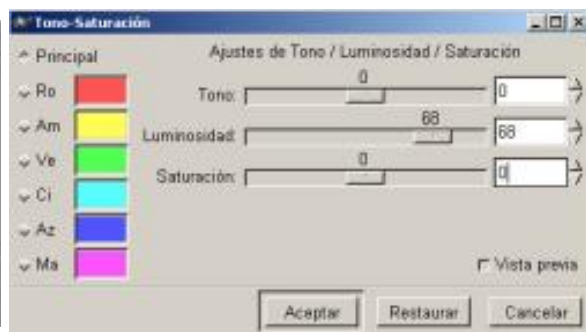 Tono-Saturación
Principal
Ajustes de Tono / Luminosidad / Saturación
Ro
0
Tono:
0
Am
68
Luminosidad:
68
Ve
0
Saturación:
0
Ci
Az
Ma
Vista previa
Aceptar
Restaurar
Cancelar